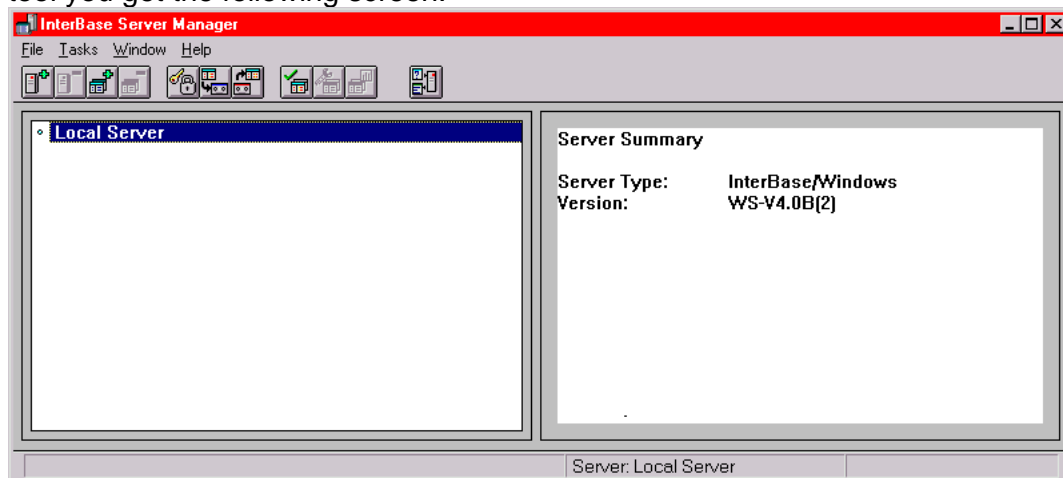 tool you get the following screen.
InterBase Server Manager
File Tasks Window Help
Local Server
Server Summary
Server Type: InterBase/Windows
Version: WS-V4.0B(2)
Server: Local Server